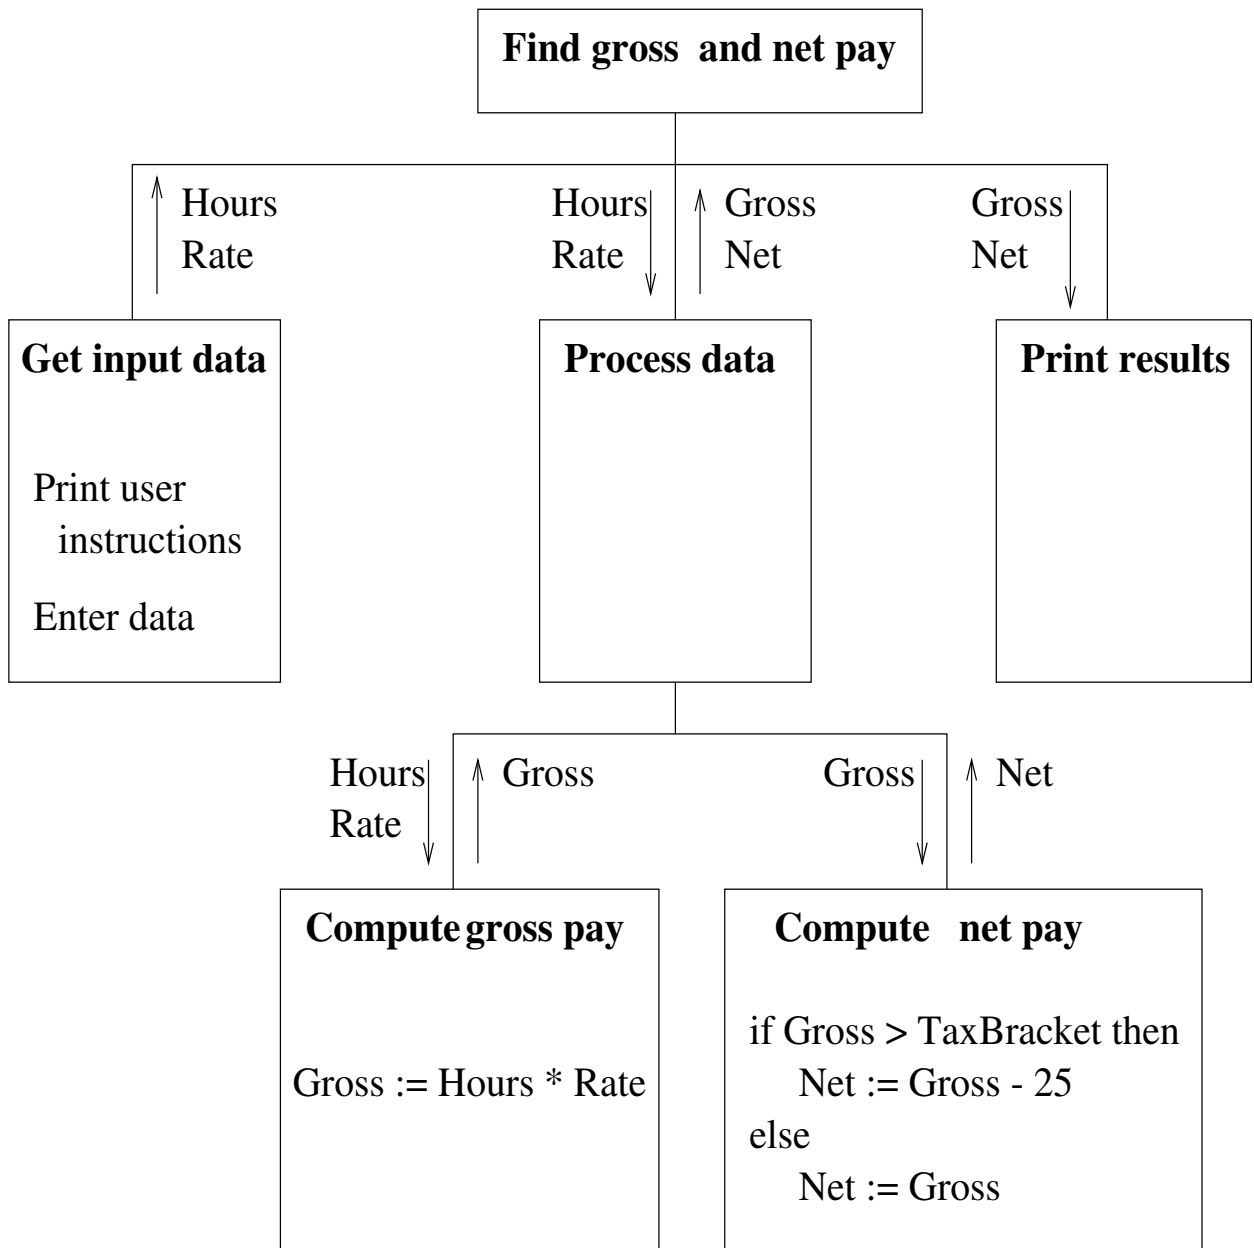 Find gross and net pay
Hours
Rate
Hours
Rate
Gross
Net
Gross
Net
Get input data
Print user
instructions
Enter data
Process data
Print results
Hours
Rate
Gross
Gross
Net
Compute gross pay
Gross := Hours * Rate
Compute net pay
if Gross > TaxBracket then
Net := Gross - 25
else
Net := Gross